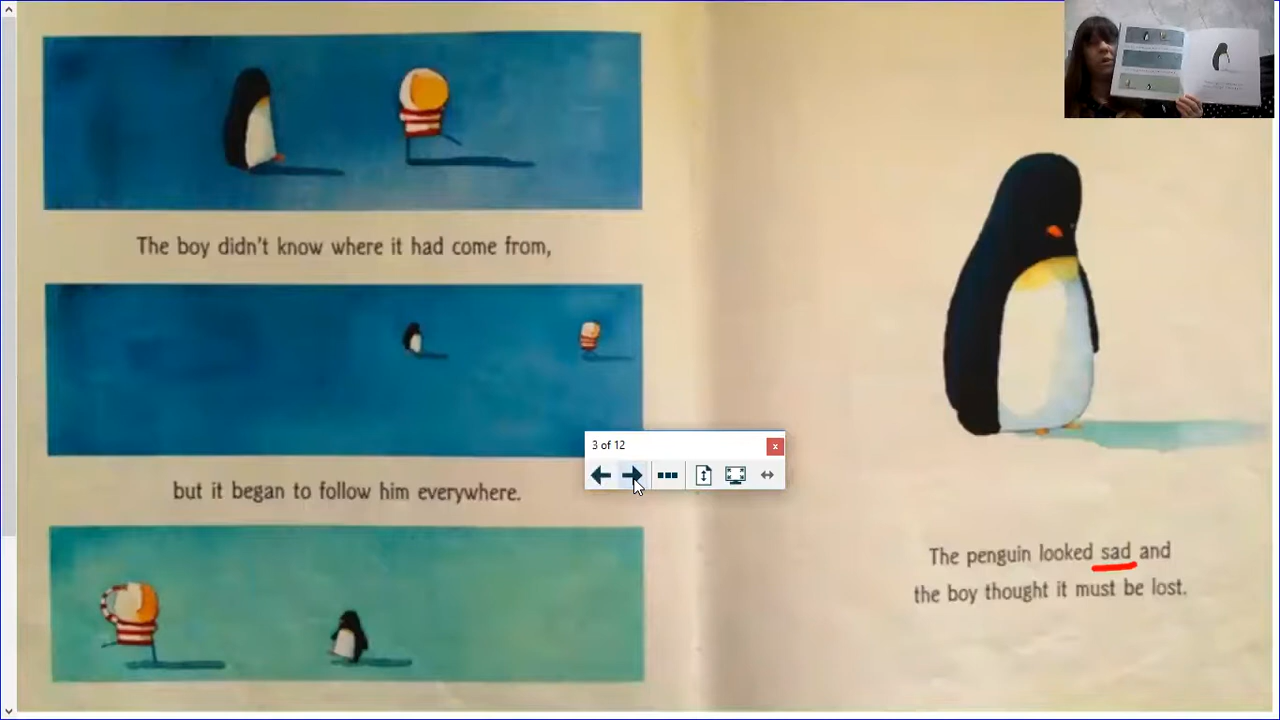 The boy didn't know where it had come from,
but it began to follow him everywhere.
3 of 12
x
The penguin looked sad and
the boy thought it must be lost.